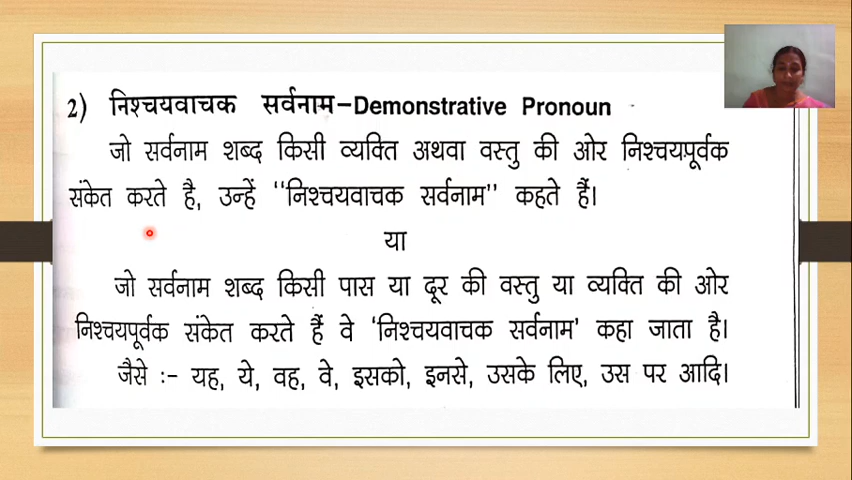 2) निश्चयवाचक सर्वनाम–Demonstrative Pronoun
जो सर्वनाम शब्द किसी व्यक्ति अथवा वस्तु की ओर निश्चयपूर्वक
संकेत करते है, उन्हें "निश्चयवाचक सर्वनाम" कहते हैं।
या
जो सर्वनाम शब्द किसी पास या दूर की वस्तु या व्यक्ति की ओर
निश्चयपूर्वक संकेत करते हैं वे 'निश्चयवाचक सर्वनाम' कहा जाता है।
जैसे :- यह, ये, वह, वे, इसको, इनसे, उसके लिए, उस पर आदि।